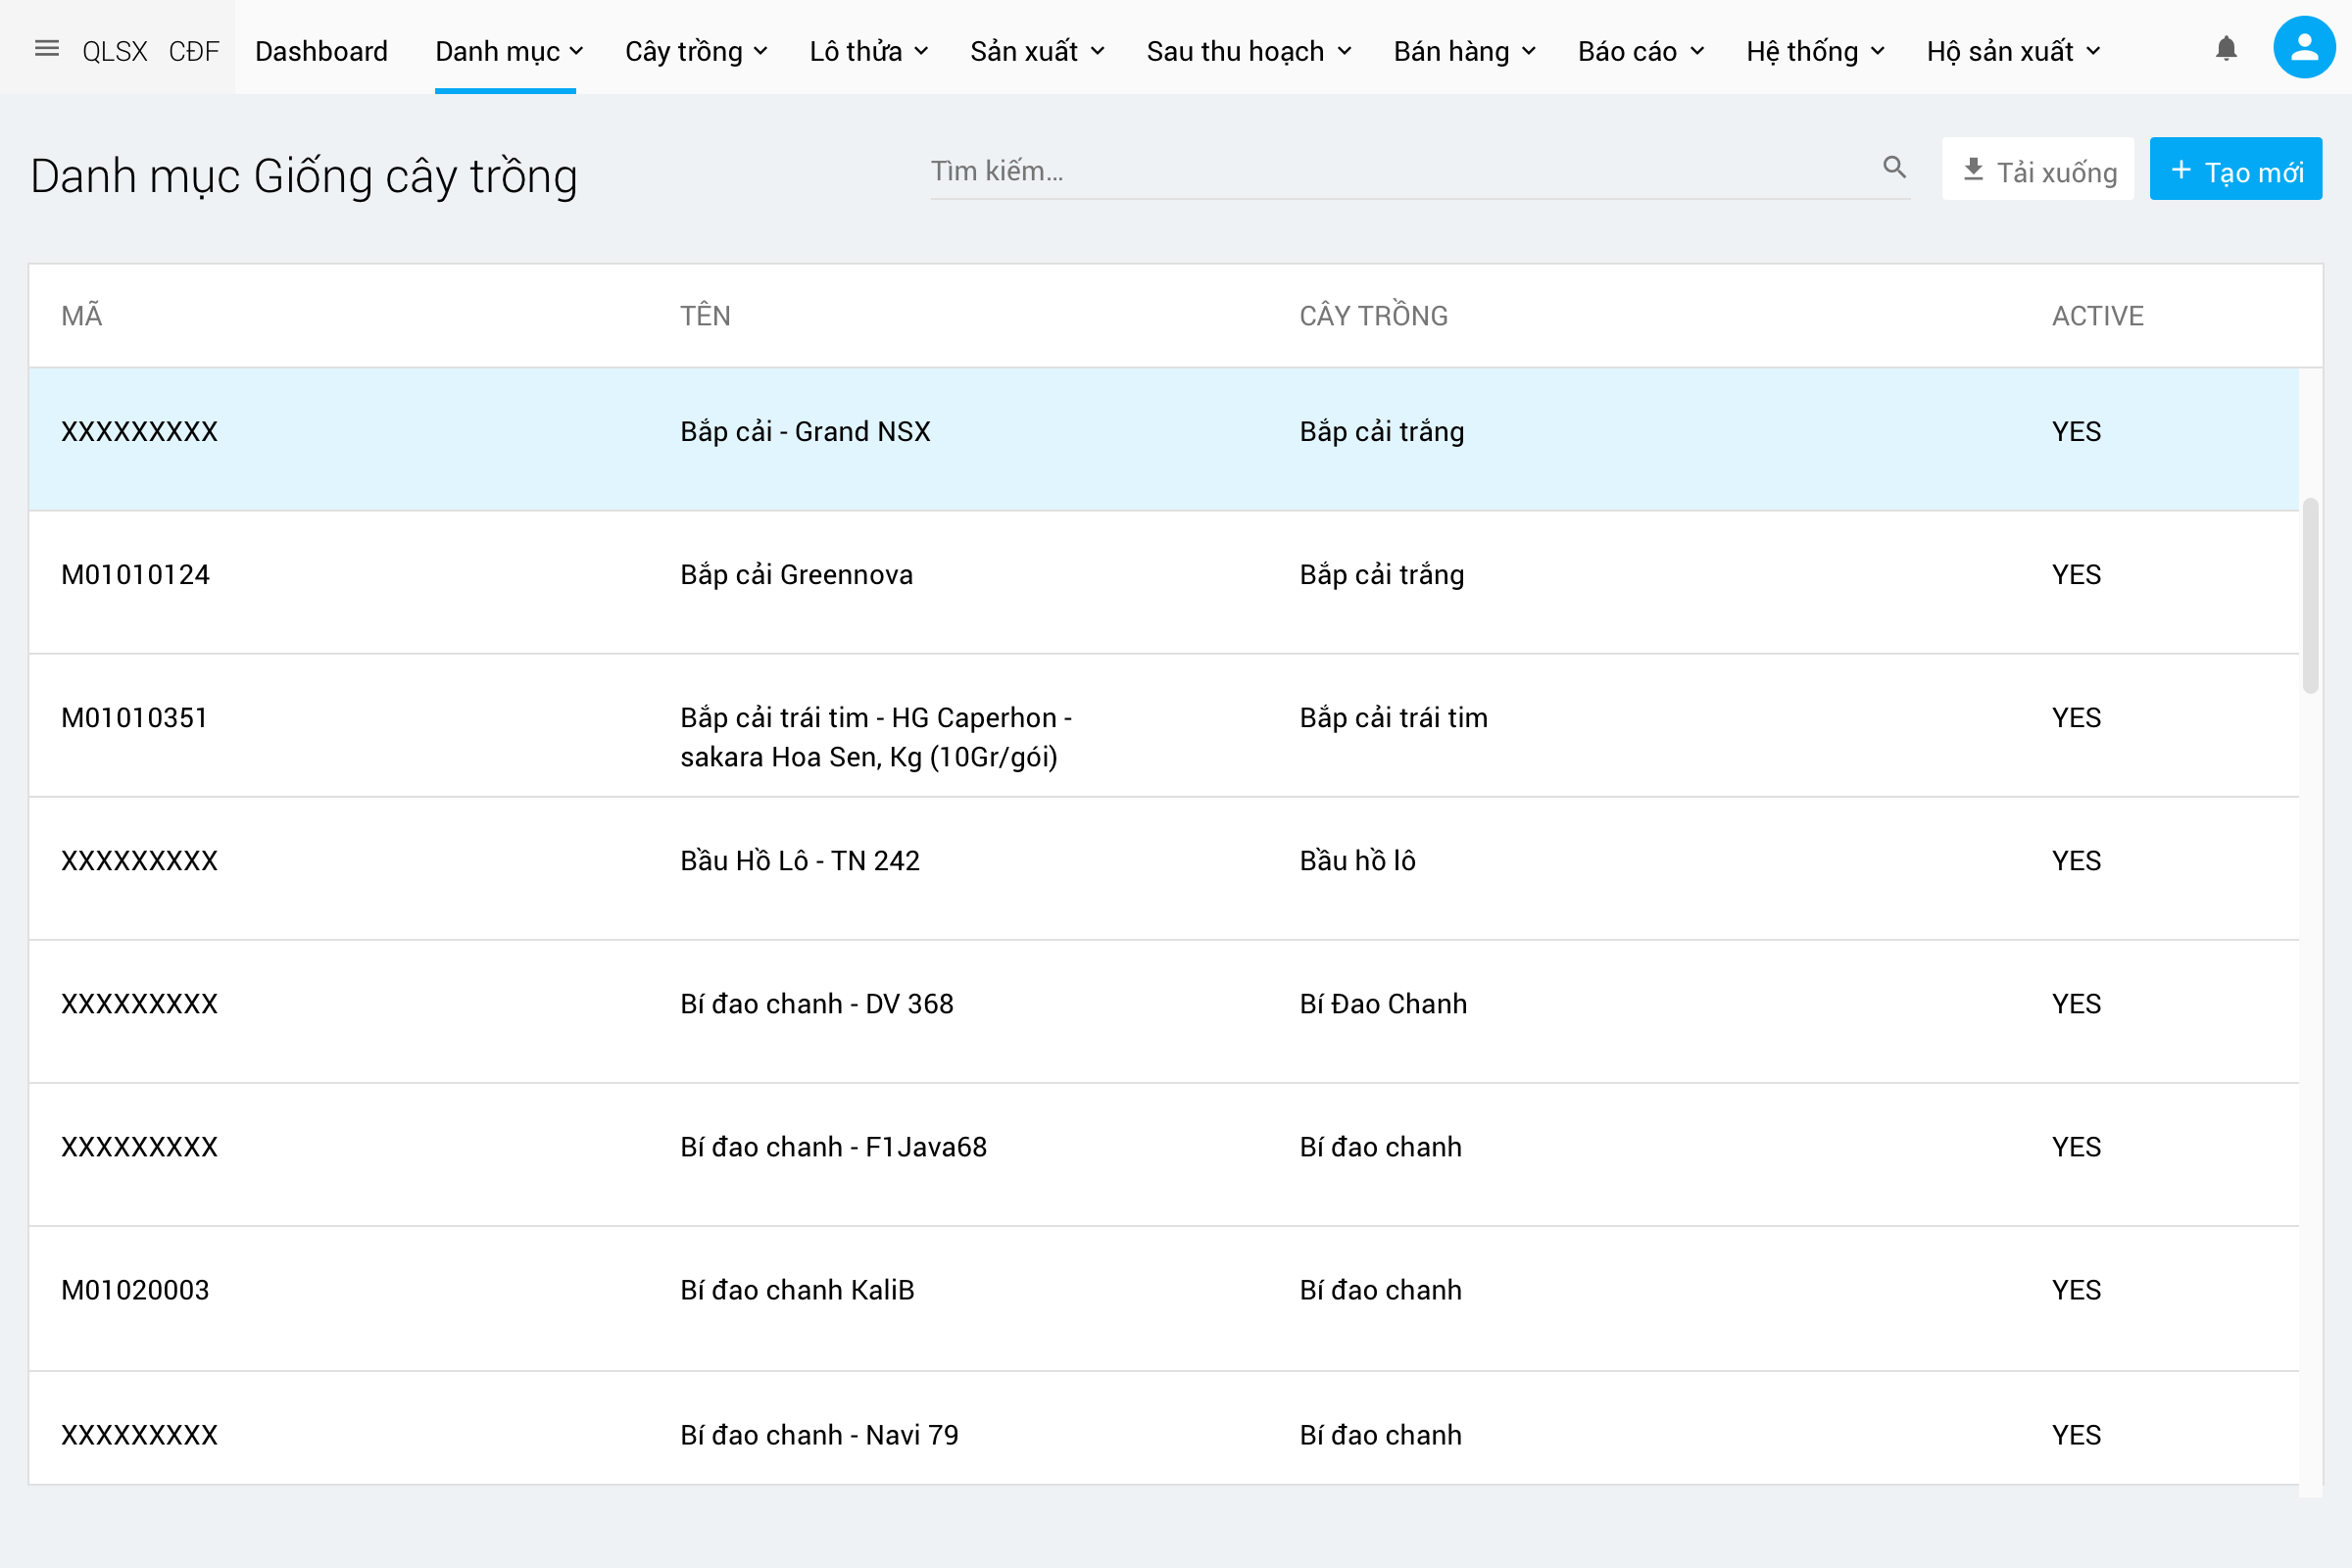 QLSX CĐF Dashboard Danh mục Cây trồng Lô thửa Sản xuất Sau thu hoạch Bán hàng Báo cáo Hệ thống Hộ sản xuất
Danh mục Giống cây trồng Tìm kiếm... Tải xuống + Tạo mới
MÃ TÊN CÂY TRỒNG ACTIVE
XXXXXXXXX Bắp cải - Grand NSX Bắp cải trắng YES
M01010124 Bắp cải Greennova Bắp cải trắng YES
M01010351 Bắp cải trái tim - HG Caperhon - Bắp cải trái tim YES
sakara Hoa Sen, Kg (10Gr/gói)
XXXXXXXXX Bầu Hồ Lô - TN 242 Bầu hồ lô YES
XXXXXXXXX Bí đao chanh - DV 368 Bí Đao Chanh YES
XXXXXXXXX Bí đao chanh - F1Java68 Bí đao chanh YES
M01020003 Bí đao chanh KaliB Bí đao chanh YES
XXXXXXXXX Bí đao chanh - Navi 79 Bí đao chanh YES